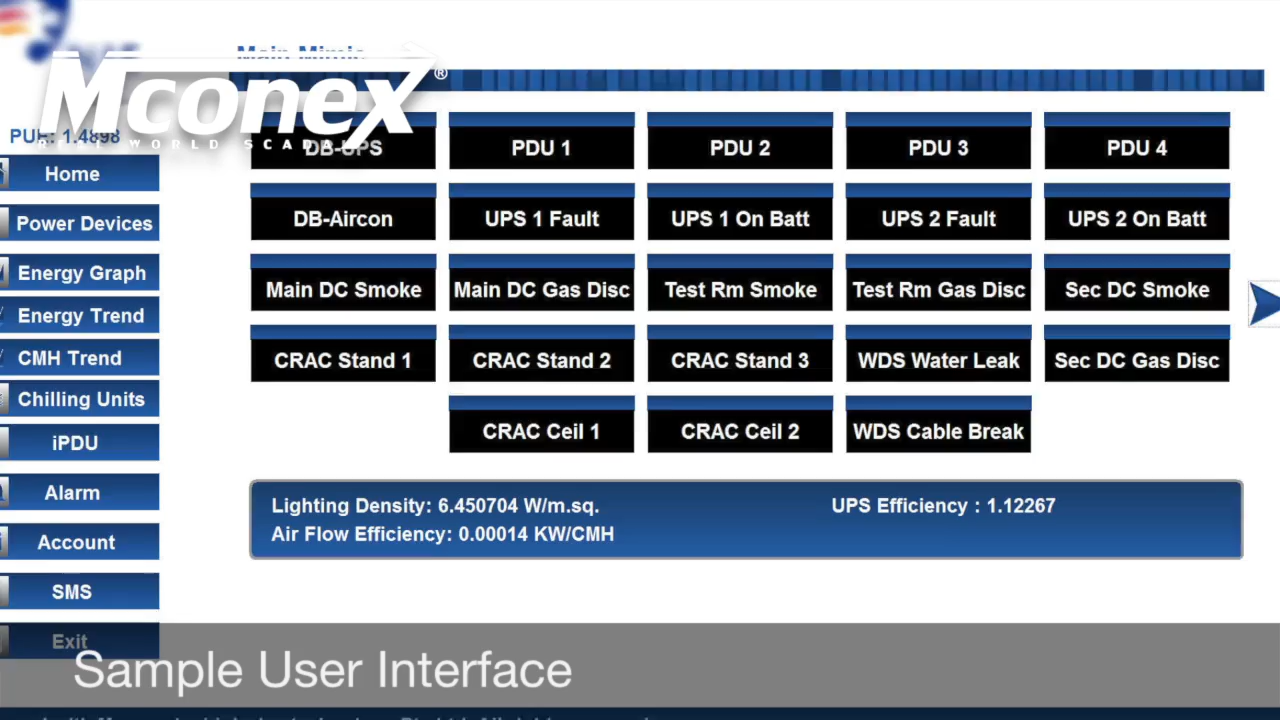 Main Mimic
Mconex®
REAL WORLD SCADA
PUE: 1.4898
Home
Power Devices
Energy Graph
Energy Trend
CMH Trend
Chilling Units
iPDU
Alarm
Account
SMS
Exit
DB-UPS PDU 1 PDU 2 PDU 3 PDU 4
DB-Aircon UPS 1 Fault UPS 1 On Batt UPS 2 Fault UPS 2 On Batt
Main DC Smoke Main DC Gas Disc Test Rm Smoke Test Rm Gas Disc Sec DC Smoke
CRAC Stand 1 CRAC Stand 2 CRAC Stand 3 WDS Water Leak Sec DC Gas Disc
CRAC Ceil 1 CRAC Ceil 2 WDS Cable Break
Lighting Density: 6.450704 W/m.sq. UPS Efficiency : 1.12267
Air Flow Efficiency: 0.00014 KW/CMH
Sample User Interface